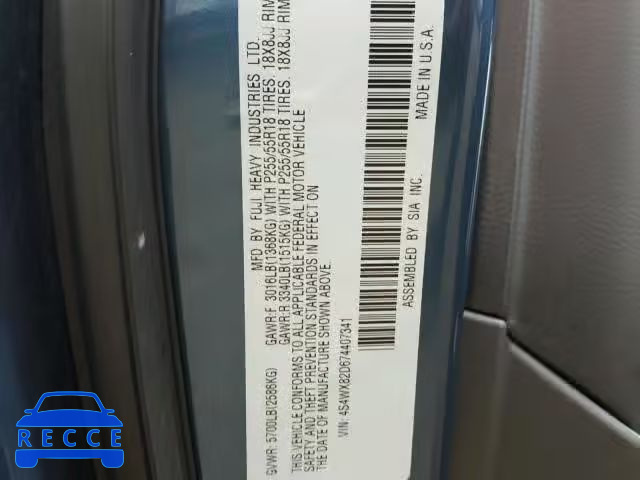 MFD BY FUJI HEAVY INDUSTRIES LTD.
GVWR: 5700LB(2586KG) GAWR:F 3016LB(1368KG) WITH P255/55R18 TIRES, 18X8JJ RIM
GAWR:R 3340LB(1515KG) WITH P255/55R18 TIRES, 18X8JJ RIM
THIS VEHICLE CONFORMS TO ALL APPLICABLE FEDERAL MOTOR VEHICLE
SAFETY AND THEFT PREVENTION STANDARDS IN EFFECT ON
THE DATE OF MANUFACTURE SHOWN ABOVE.
VIN: 4S4WX82D674407341
ASSEMBLED BY SIA INC.
MADE IN U.S.A.
RECCE